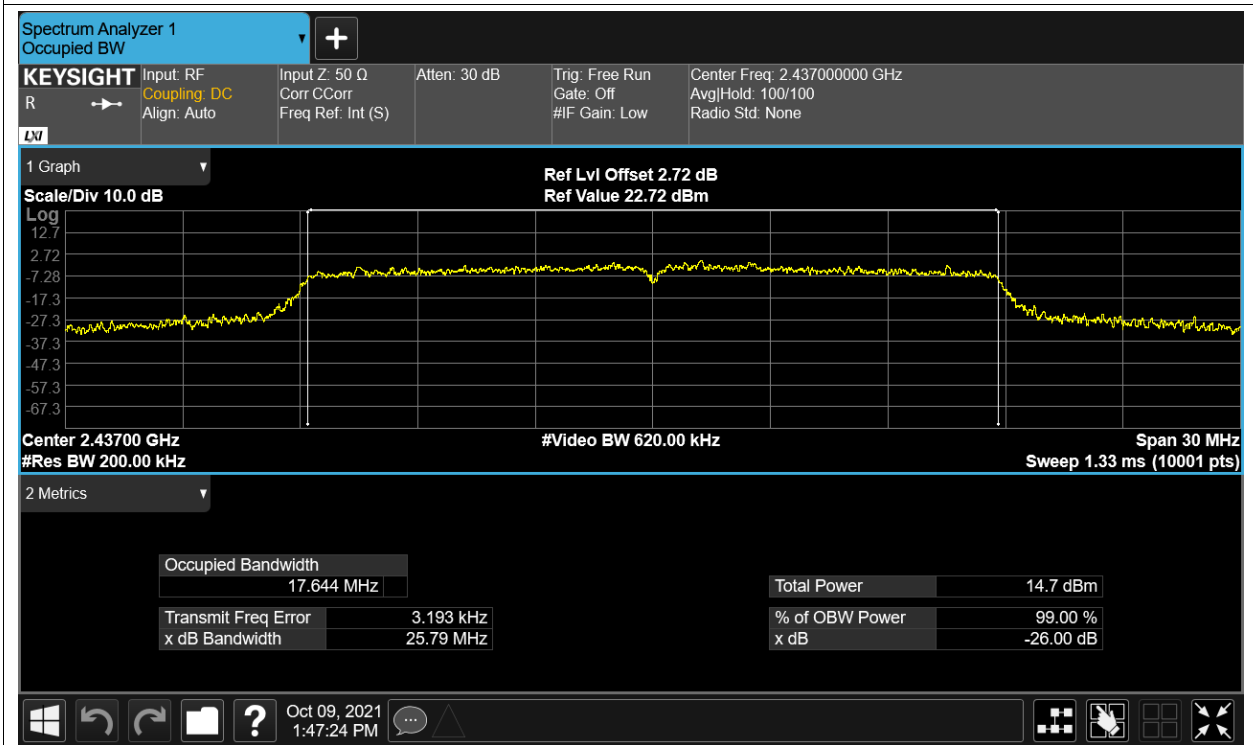 Spectrum Analyzer 1
Occupied BW
KEYSIGHT
R
LXI
Input: RF
Coupling: DC
Align: Auto
Input Z: 50 Ω
Corr CCorr
Freq Ref: Int (S)
Atten: 30 dB
Trig: Free Run
Gate: Off
#IF Gain: Low
Center Freq: 2.437000000 GHz
Avg|Hold: 100/100
Radio Std: None
1 Graph
Scale/Div 10.0 dB
Ref Lvl Offset 2.72 dB
Ref Value 22.72 dBm
Log
12.7
2.72
-7.28
-17.3
-27.3
-37.3
-47.3
-57.3
-67.3
Center 2.43700 GHz
#Res BW 200.00 kHz
#Video BW 620.00 kHz
Span 30 MHz
Sweep 1.33 ms (10001 pts)
2 Metrics
Occupied Bandwidth
17.644 MHz
Transmit Freq Error 3.193 kHz
x dB Bandwidth 25.79 MHz
Total Power 14.7 dBm
% of OBW Power 99.00 %
x dB -26.00 dB
?
Oct 09, 2021
1:47:24 PM